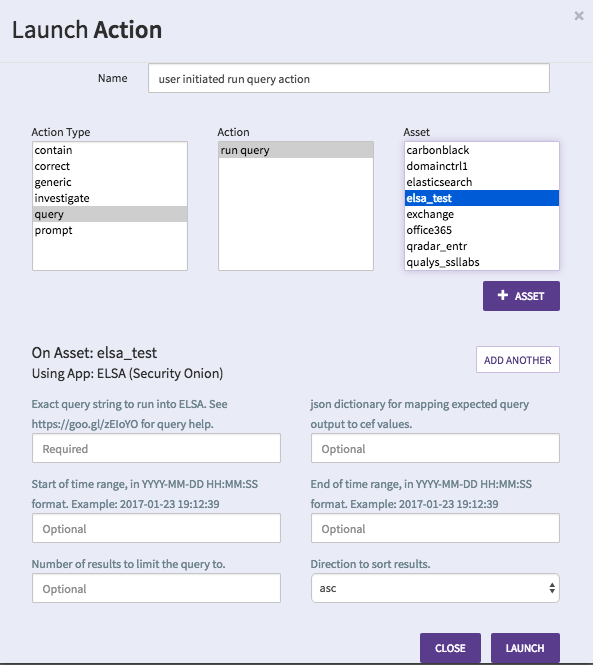 Launch Action
×
Name
user initiated run query action
Action Type
contain
correct
generic
investigate
query
prompt
Action
run query
Asset
carbonblack
domainctrl1
elasticsearch
elsa_test
exchange
office365
qradar_entr
qualys_ssllabs
+ ASSET
On Asset: elsa_test
Using App: ELSA (Security Onion)
ADD ANOTHER
Exact query string to run into ELSA. See
https://goo.gl/zEIoYO for query help.
Required
json dictionary for mapping expected query
output to cef values.
Optional
Start of time range, in YYYY-MM-DD HH:MM:SS
format. Example: 2017-01-23 19:12:39
Optional
End of time range, in YYYY-MM-DD HH:MM:SS
format. Example: 2017-01-23 19:12:39
Optional
Number of results to limit the query to.
Optional
Direction to sort results.
asc
CLOSE
LAUNCH